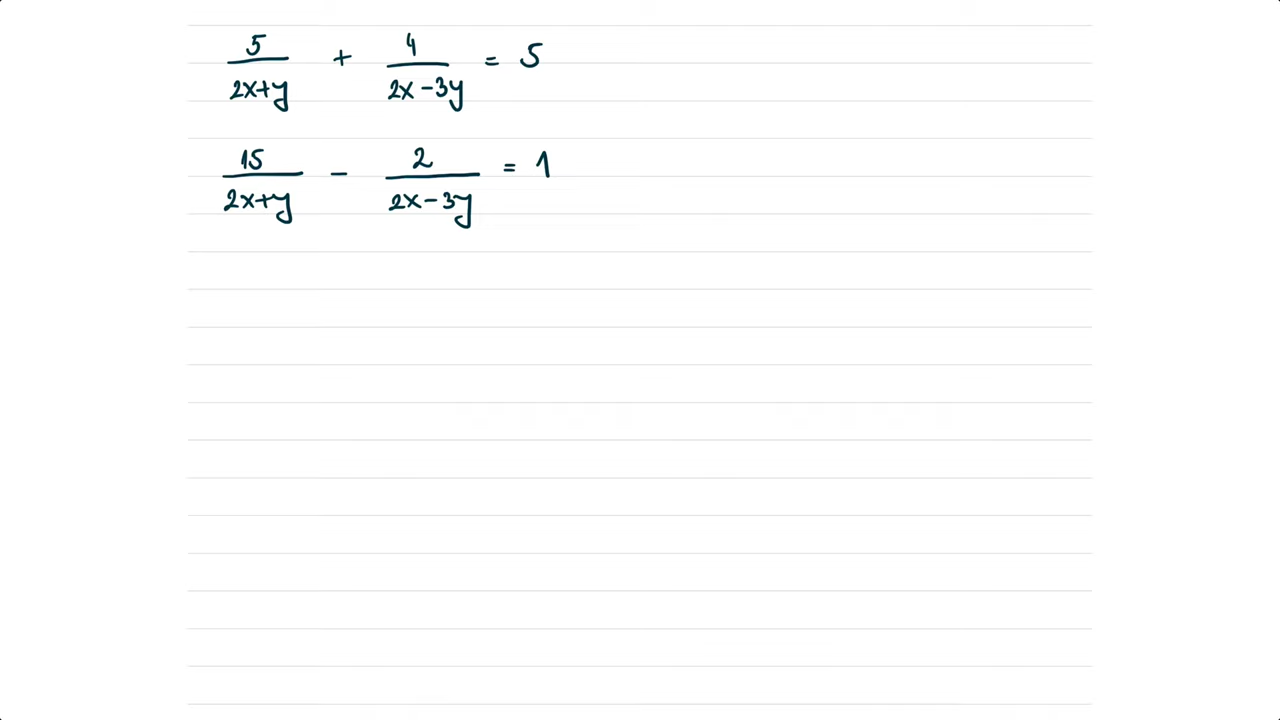 5/(2x+y) + 4/(2x-3y) = 5
15/(2x+y) - 2/(2x-3y) = 1